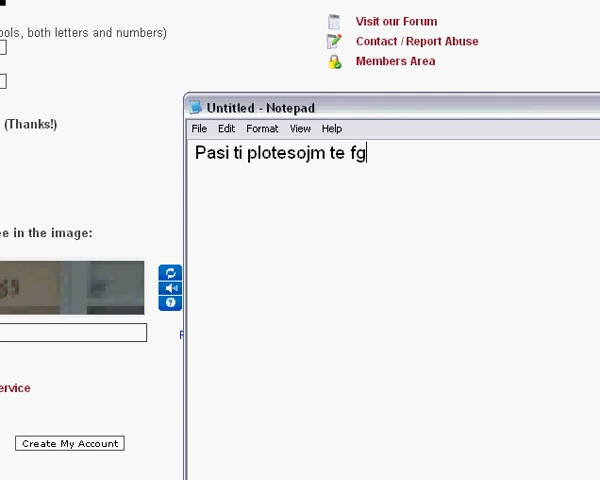 Visit our Forum
ools, both letters and numbers)
Contact / Report Abuse
Members Area
Untitled - Notepad
(Thanks!)
File Edit Format View Help
Pasi ti plotesojm te fg
ee in the image:
ervice
Create My Account